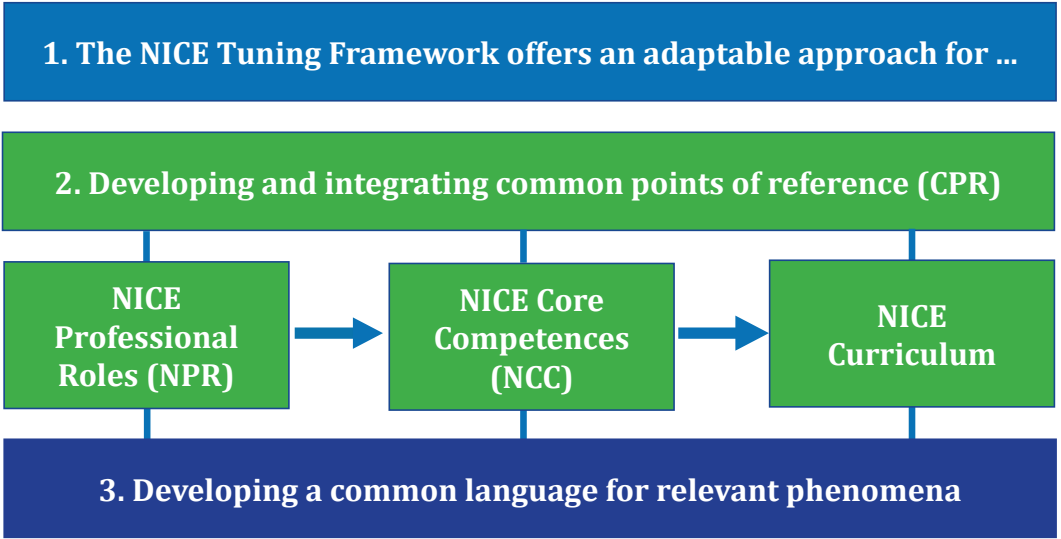 1. The NICE Tuning Framework offers an adaptable approach for ...
2. Developing and integrating common points of reference (CPR)
NICE
Professional
Roles (NPR)
NICE Core
Competences
(NCC)
NICE
Curriculum
3. Developing a common language for relevant phenomena